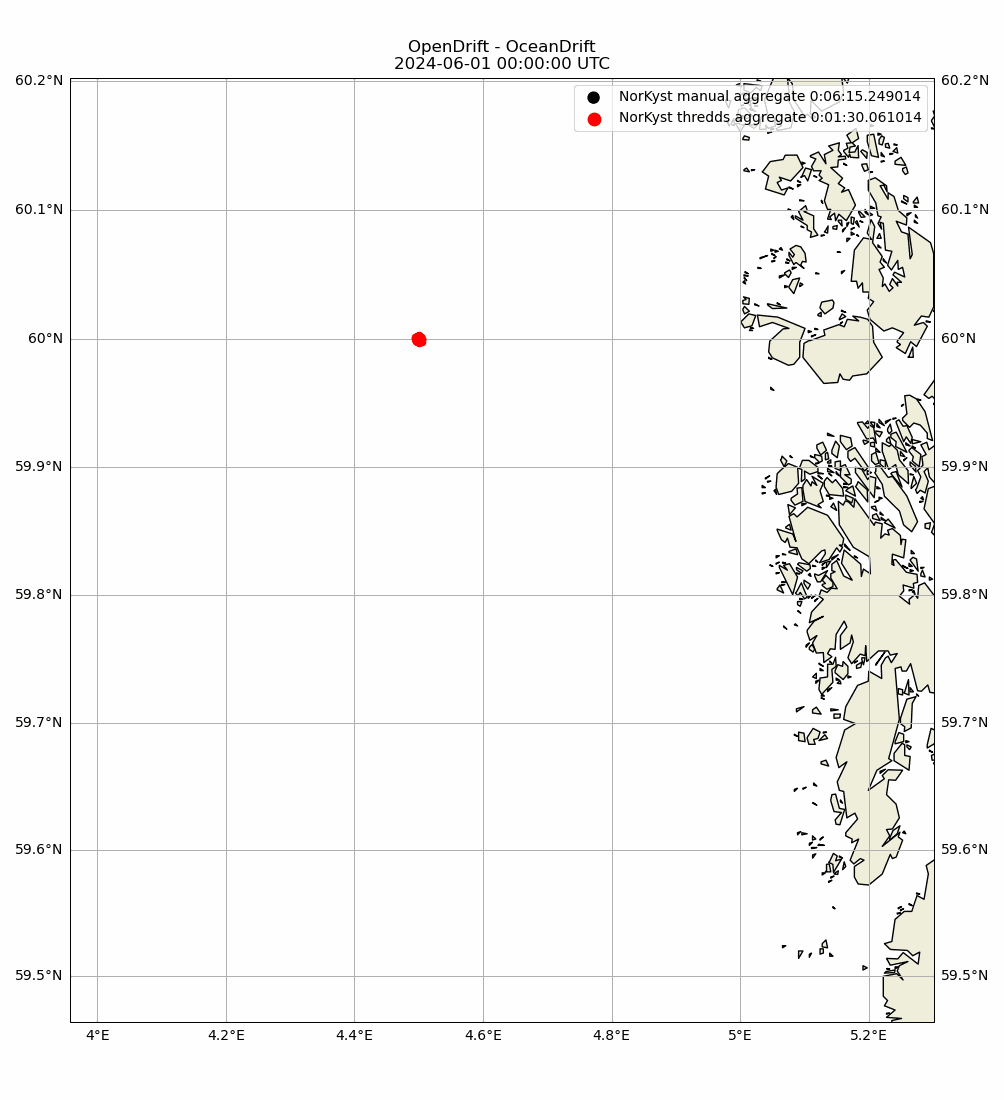 OpenDrift - OceanDrift
2024-06-01 00:00:00 UTC
60.2°N
60.2°N
NorKyst manual aggregate 0:06:15.249014
NorKyst thredds aggregate 0:01:30.061014
60.1°N
60.1°N
60°N
60°N
59.9°N
59.9°N
59.8°N
59.8°N
59.7°N
59.7°N
59.6°N
59.6°N
59.5°N
59.5°N
4°E
4.2°E
4.4°E
4.6°E
4.8°E
5°E
5.2°E